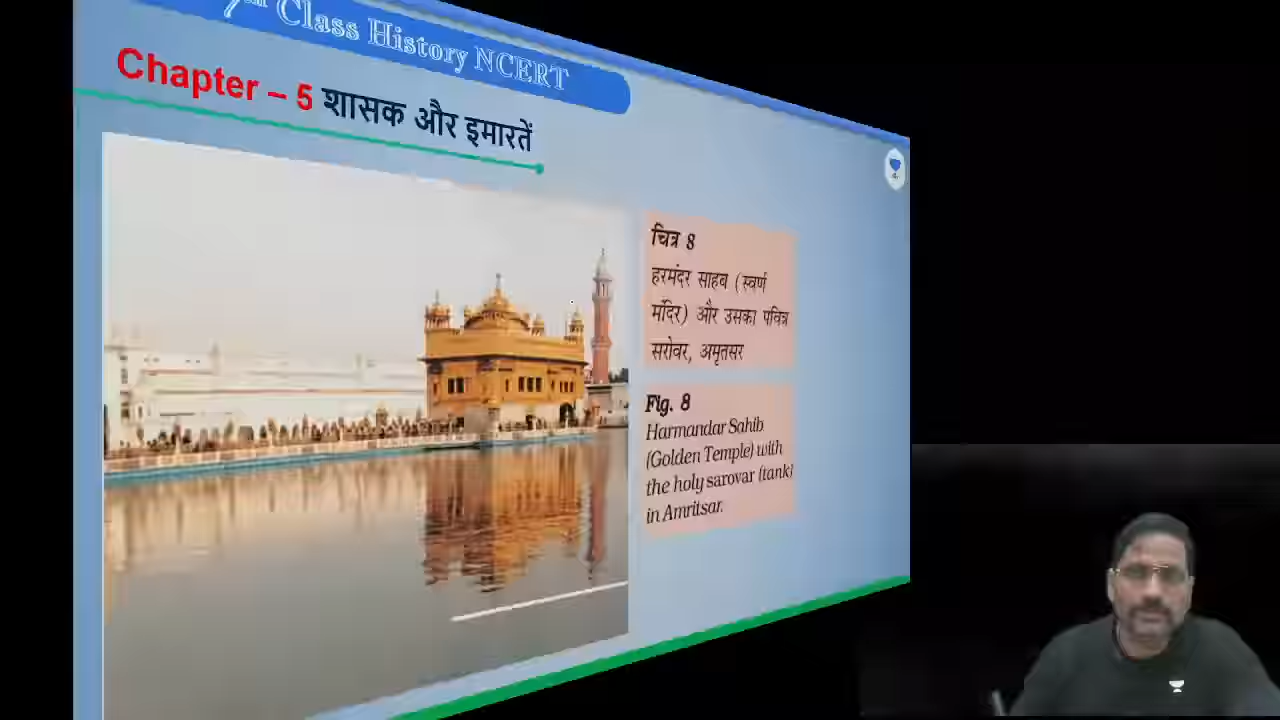 7th Class History NCERT
Chapter – 5 शासक और इमारतें
चित्र 8
हरमंदर साहब (स्वर्ण
मंदिर) और उसका पवित्र
सरोवर, अमृतसर
Fig. 8
Harmandar Sahib
(Golden Temple) with
the holy sarovar (tank)
in Amritsar.